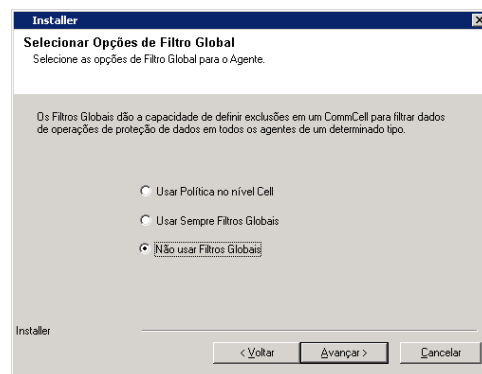 Installer
Selecionar Opções de Filtro Global
Selecione as opções de Filtro Global para o Agente.
Os Filtros Globais dão a capacidade de definir exclusões em um CommCell para filtrar dados
de operações de proteção de dados em todos os agentes de um determinado tipo.
Usar Política no nível Cell
Usar Sempre Filtros Globais
Não usar Filtros Globais
Installer
< Voltar
Avançar >
Cancelar